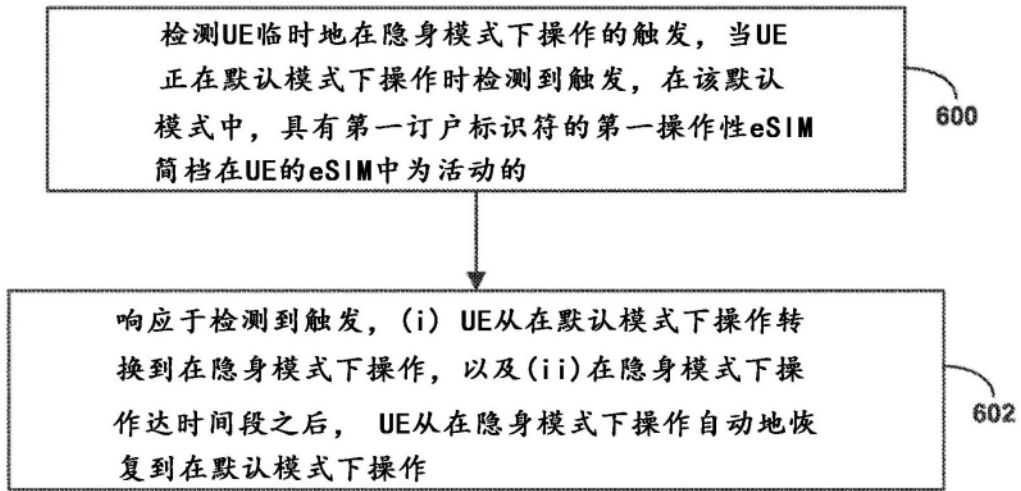 检测UE临时地在隐身模式下操作的触发, 当UE
正在默认模式下操作时检测到触发, 在该默认
模式中, 具有第一订户标识符的第一操作性eSIM
简档在UE的eSIM中为活动的
600
响应于检测到触发, (i) UE从在默认模式下操作转
换到在隐身模式下操作, 以及(ii)在隐身模式下操
作达时间段之后, UE从在隐身模式下操作自动地恢
复到在默认模式下操作
602